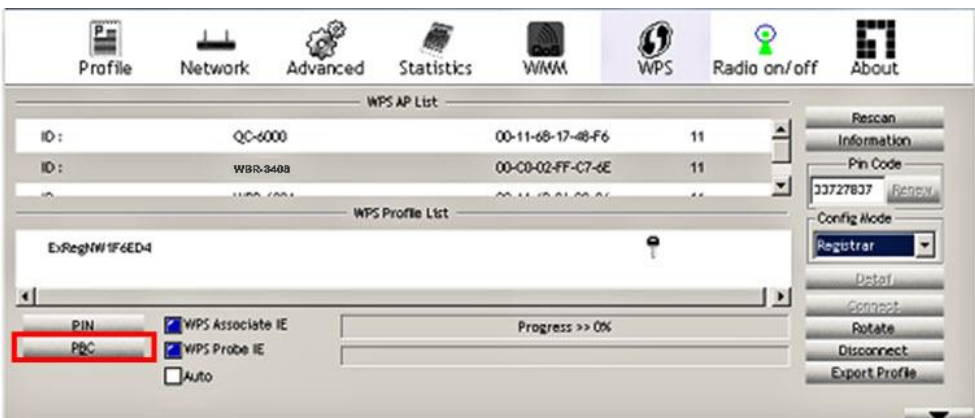 Profile Network Advanced Statistics WMM WPS Radio on/off About
QoS
WPS AP List
ID : QC-6000 00-11-6B-17-48-F6 11
ID : WBR-3408 00-C0-02-FF-C7-6E 11
WPS Profile List
ExRegNW1F6ED4
PIN
PBC
WPS Associate IE
WPS Probe IE
Auto
Progress >> 0%
Rescan
Information
Pin Code
33727837 Renew
Config Mode
Registrar
Detail
Connect
Rotate
Disconnect
Export Profile